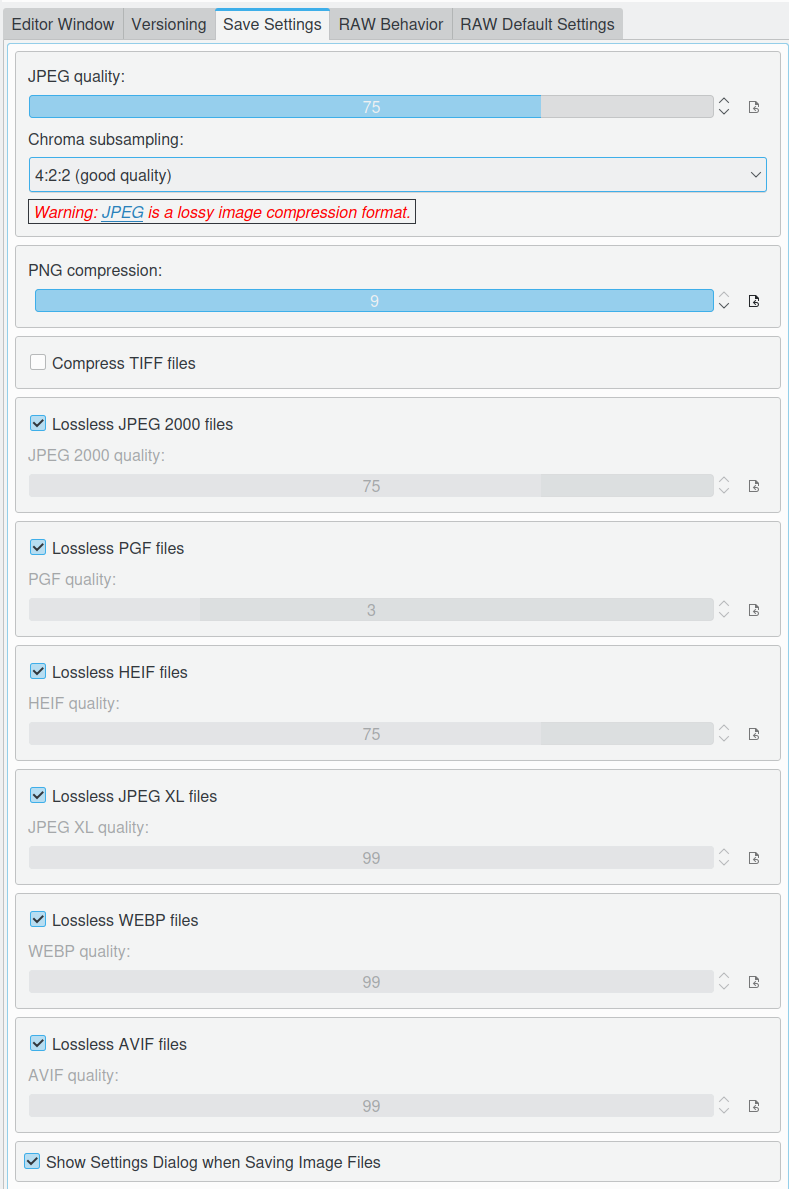 Editor Window Versioning Save Settings RAW Behavior RAW Default Settings
JPEG quality:
75
Chroma subsampling:
4:2:2 (good quality)
Warning: JPEG is a lossy image compression format.
PNG compression:
9
Compress TIFF files
Lossless JPEG 2000 files
JPEG 2000 quality:
75
Lossless PGF files
PGF quality:
3
Lossless HEIF files
HEIF quality:
75
Lossless JPEG XL files
JPEG XL quality:
99
Lossless WEBP files
WEBP quality:
99
Lossless AVIF files
AVIF quality:
99
Show Settings Dialog when Saving Image Files